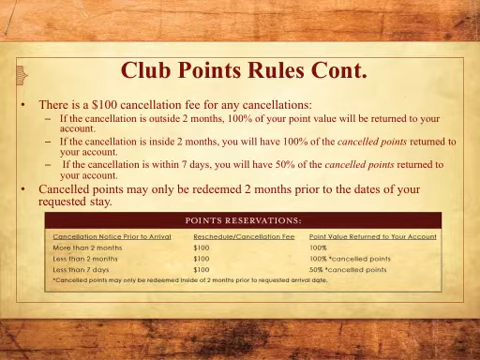 Club Points Rules Cont.
• There is a $100 cancellation fee for any cancellations:
– If the cancellation is outside 2 months, 100% of your point value will be returned to your
account.
– If the cancellation is inside 2 months, you will have 100% of the cancelled points returned to
your account.
– If the cancellation is within 7 days, you will have 50% of the cancelled points returned to
your account.
• Cancelled points may only be redeemed 2 months prior to the dates of your
requested stay.
POINTS RESERVATIONS:
Cancellation Notice Prior to Arrival Reschedule/Cancellation Fee Point Value Returned to Your Account
More than 2 months $100 100%
Less than 2 months $100 100% *cancelled points
Less than 7 days $100 50% *cancelled points
*Cancelled points may only be redeemed inside of 2 months prior to requested arrival date.